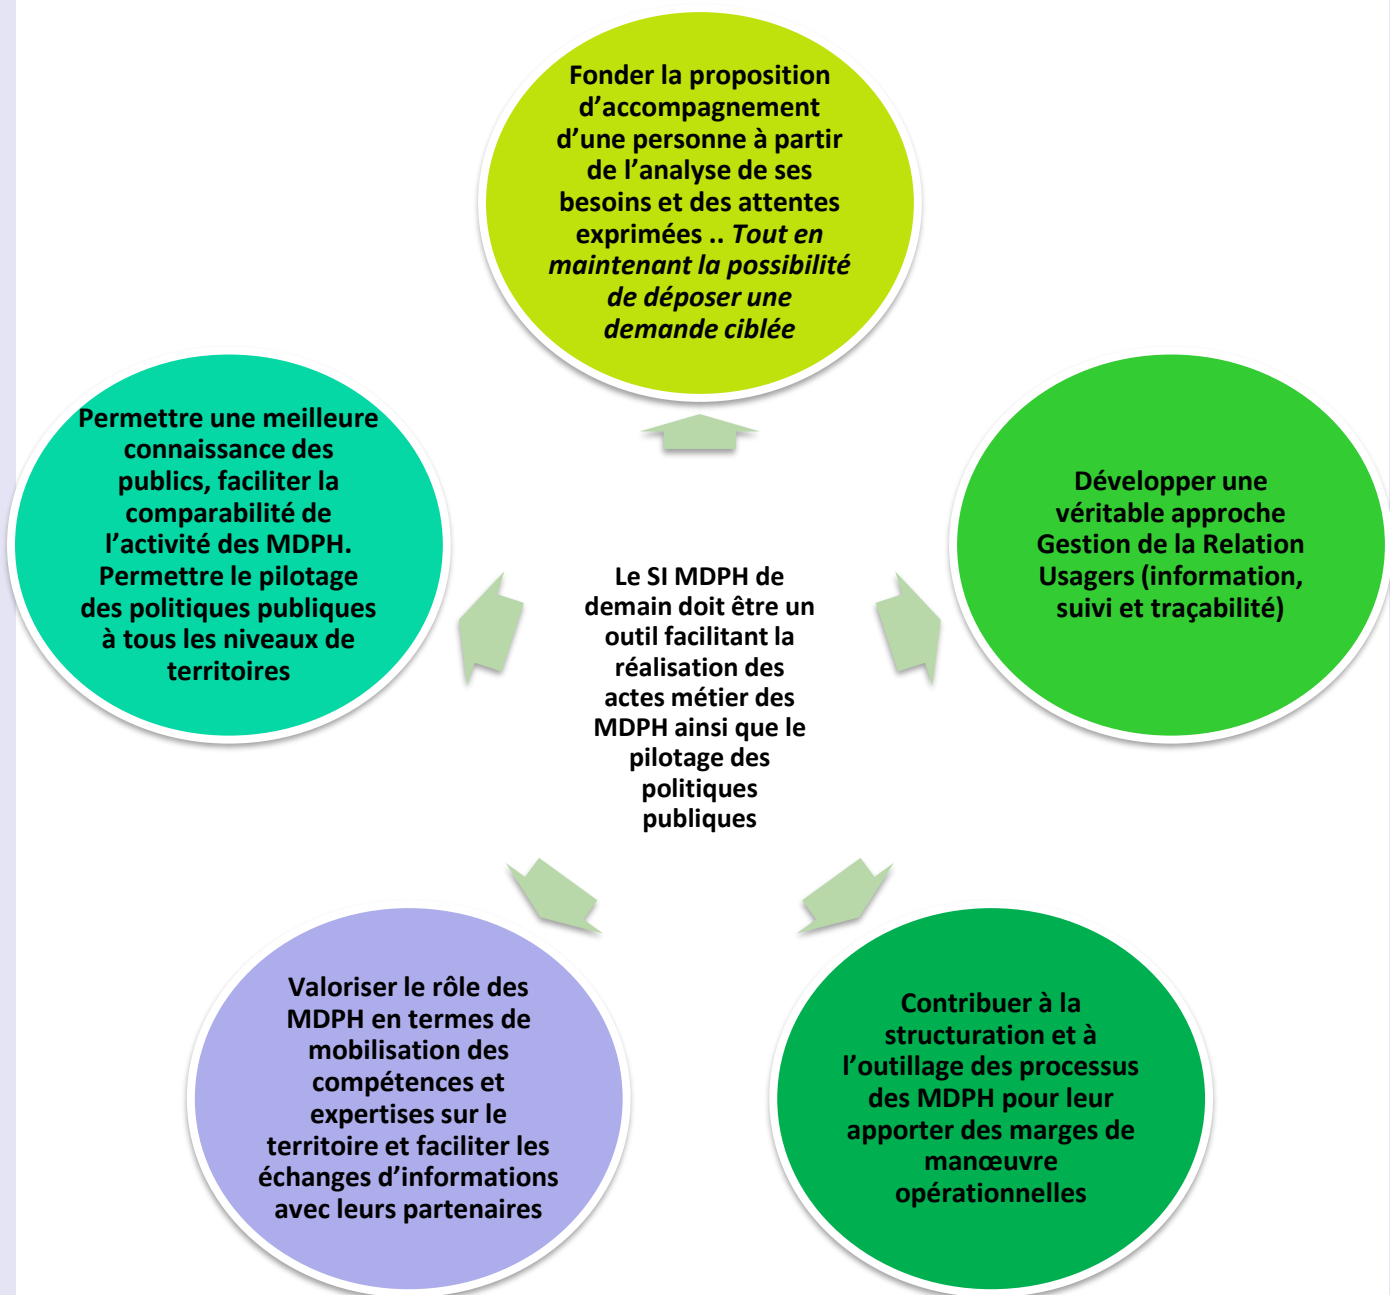 Fonder la proposition
d’accompagnement
d’une personne à partir
de l’analyse de ses
besoins et des attentes
exprimées .. Tout en
maintenant la possibilité
de déposer une
demande ciblée
Permettre une meilleure
connaissance des
publics, faciliter la
comparabilité de
l’activité des MDPH.
Permettre le pilotage
des politiques publiques
à tous les niveaux de
territoires
Le SI MDPH de
demain doit être un
outil facilitant la
réalisation des
actes métier des
MDPH ainsi que le
pilotage des
politiques
publiques
Développer une
véritable approche
Gestion de la Relation
Usagers (information,
suivi et traçabilité)
Valoriser le rôle des
MDPH en termes de
mobilisation des
compétences et
expertises sur le
territoire et faciliter les
échanges d’informations
avec leurs partenaires
Contribuer à la
structuration et à
l’outillage des processus
des MDPH pour leur
apporter des marges de
manœuvre
opérationnelles